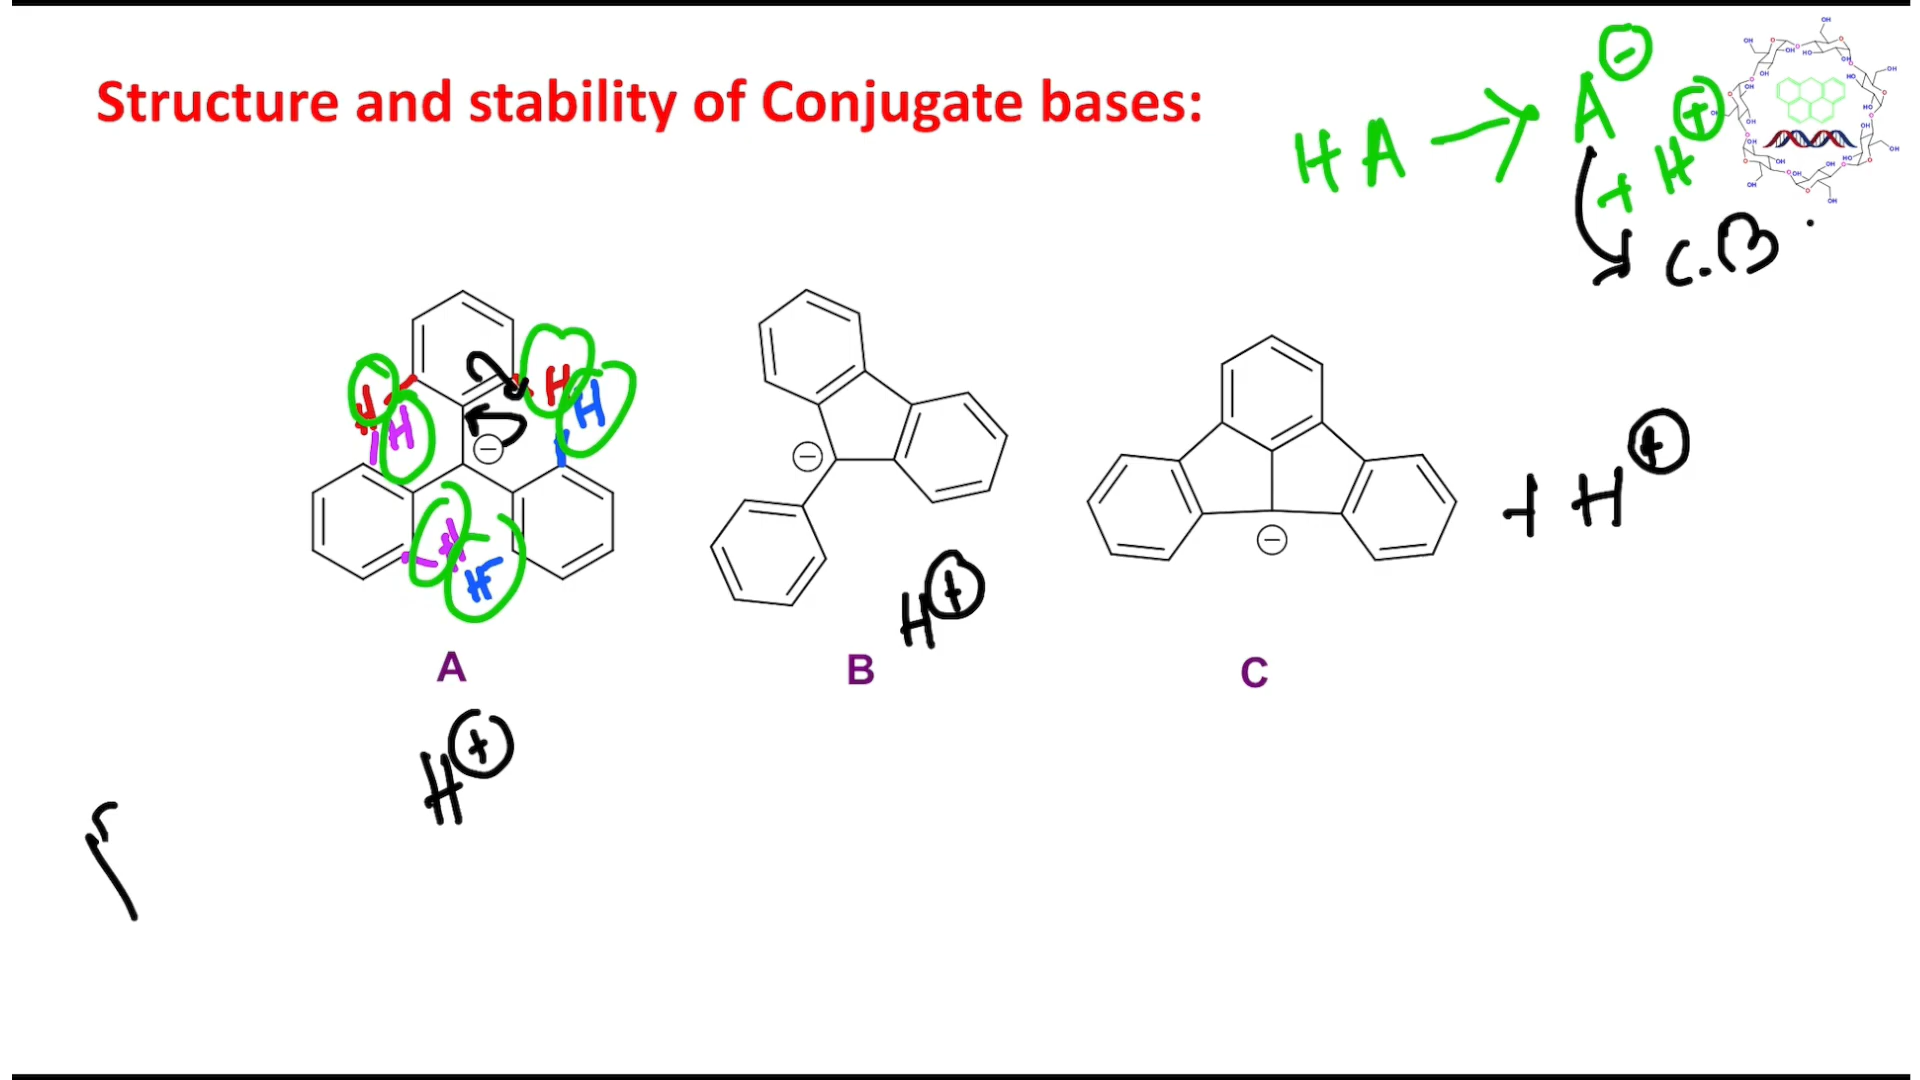 Structure and stability of Conjugate bases:
HA → A⊖
+ H⊕
C.B.
H H
H H
⊖
H
H
⊖
⊖
+ H⊕
H⊕
A B C
H⊕